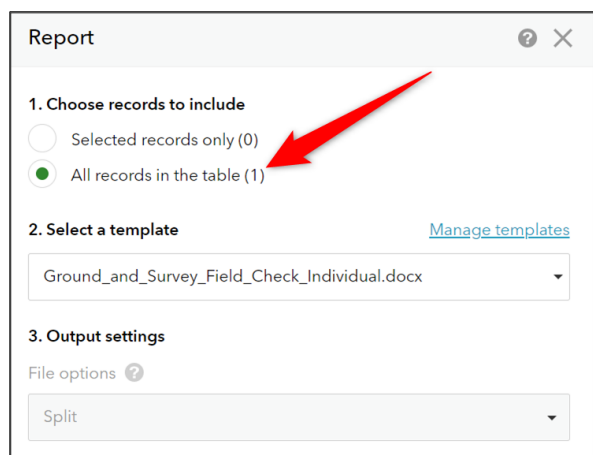 Report
1. Choose records to include
Selected records only (0)
All records in the table (1)
2. Select a template
Manage templates
Ground_and_Survey_Field_Check_Individual.docx
3. Output settings
File options ?
Split